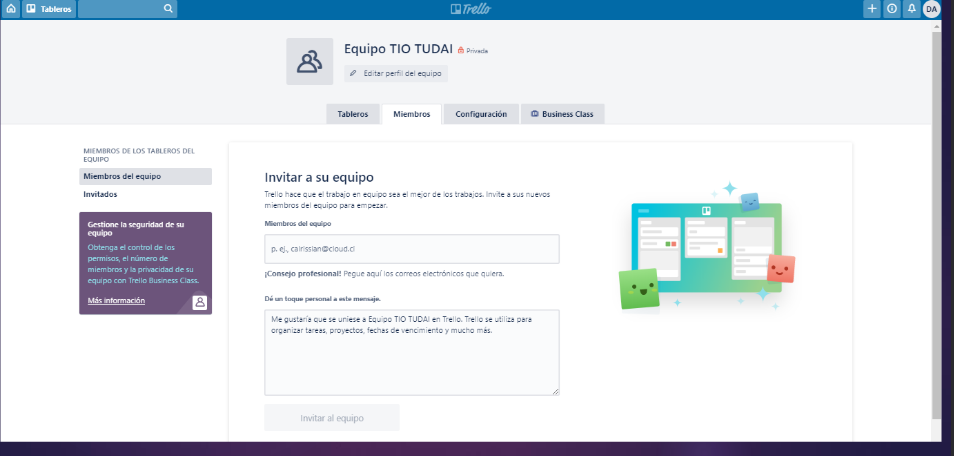 Tableros
Trello
DA
Equipo TIO TUDAI Privada
Editar perfil del equipo
Tableros Miembros Configuración Business Class
MIEMBROS DE LOS TABLEROS DEL
EQUIPO
Miembros del equipo
Invitados
Gestione la seguridad de su
equipo
Obtenga el control de los
permisos, el número de
miembros y la privacidad de su
equipo con Trello Business Class.
Más información
Invitar a su equipo
Trello hace que el trabajo en equipo sea el mejor de los trabajos. Invite a sus nuevos
miembros del equipo para empezar.
Miembros del equipo
p. ej., calrissian@cloud.ci
¡Consejo profesional! Pegue aquí los correos electrónicos que quiera.
Dé un toque personal a este mensaje.
Me gustaría que se uniese a Equipo TIO TUDAI en Trello. Trello se utiliza para
organizar tareas, proyectos, fechas de vencimiento y mucho más.
Invitar al equipo